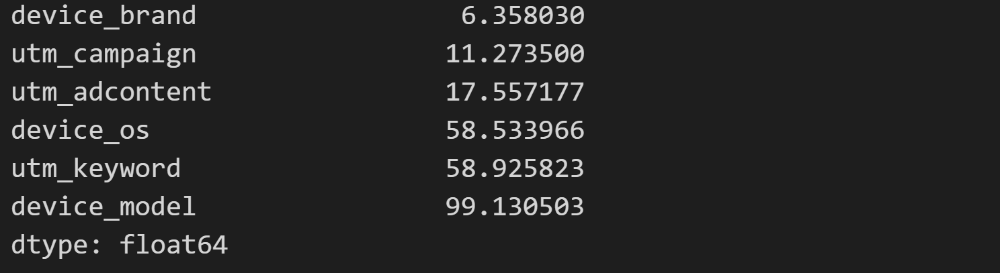 device_brand 6.358030
utm_campaign 11.273500
utm_adcontent 17.557177
device_os 58.533966
utm_keyword 58.925823
device_model 99.130503
dtype: float64